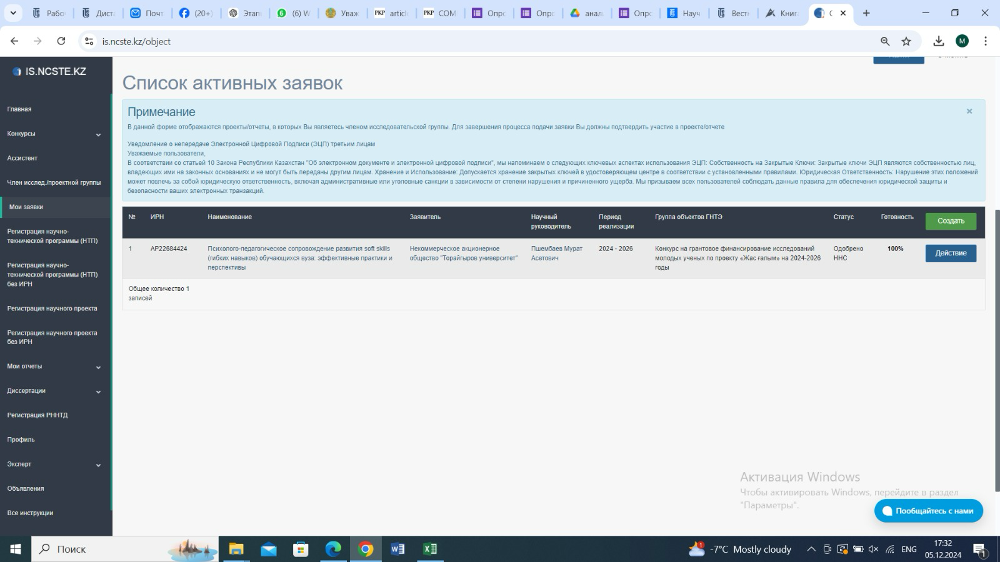 Рабо
Диста
Почт
(20+)
Этап
(6) W
Уваж
PKP articl
PKP COM
Опро
Опро
анали
Опро
Науч
Вестн
Книга
is.ncste.kz/object
M
IS.NCSTE.KZ
Главная
Конкурсы
Ассистент
Член исслед./проектной группы
Мои заявки
Регистрация научно-
технической программы (НТП)
Регистрация научно-
технической программы (НТП)
без ИРН
Регистрация научного проекта
Регистрация научного проекта
без ИРН
Мои отчеты
Диссертации
Регистрация РННТД
Профиль
Эксперт
Объявления
Все инструкции
Список активных заявок
Примечание
В данной форме отображаются проекты/отчеты, в которых Вы являетесь членом исследовательской группы. Для завершения процесса подачи заявки Вы должны подтвердить участие в проекте/отчете
Уведомление о непередаче Электронной Цифровой Подписи (ЭЦП) третьим лицам
Уважаемые пользователи,
В соответствии со статьей 10 Закона Республики Казахстан "Об электронном документе и электронной цифровой подписи", мы напоминаем о следующих ключевых аспектах использования ЭЦП: Собственность на Закрытые Ключи: Закрытые ключи ЭЦП являются собственностью лиц,
владеющих ими на законных основаниях и не могут быть переданы другим лицам. Хранение и Использование: Допускается хранение закрытых ключей в удостоверяющем центре в соответствии с установленными правилами. Юридическая Ответственность: Нарушение этих положений
может повлечь за собой юридическую ответственность, включая административные или уголовные санкции в зависимости от степени нарушения и причиненного ущерба. Мы призываем всех пользователей соблюдать данные правила для обеспечения юридической защиты и
безопасности ваших электронных транзакций.
№ ИРН Наименование Заявитель Научный руководитель Период реализации Группа объектов ГНТЭ Статус Готовность Создать
1 AP22684424 Психолого-педагогическое сопровождение развития soft skills Некоммерческое акционерное Пшембаев Мурат 2024 - 2026 Конкурс на грантовое финансирование исследований Одобрено 100% Действие
(гибких навыков) обучающихся вуза: эффективные практики и общество "Торайгыров университет" Асетович молодых ученых по проекту «Жас ғалым» на 2024-2026 ННС
перспективы годы
Общее количество 1
записей
Активация Windows
Чтобы активировать Windows, перейдите в раздел
"Параметры".
Пообщайтесь с нами
Поиск
1
-7°C Mostly cloudy
ENG
17:32
05.12.2024
1